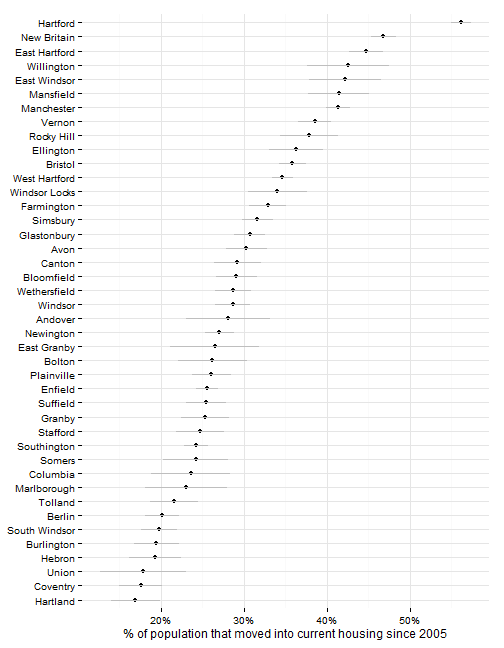 Hartford
New Britain
East Hartford
Willington
East Windsor
Mansfield
Manchester
Vernon
Rocky Hill
Ellington
Bristol
West Hartford
Windsor Locks
Farmington
Simsbury
Glastonbury
Avon
Canton
Bloomfield
Wethersfield
Windsor
Andover
Newington
East Granby
Bolton
Plainville
Enfield
Suffield
Granby
Stafford
Southington
Somers
Columbia
Marlborough
Tolland
Berlin
South Windsor
Burlington
Hebron
Union
Coventry
Hartland
20% 30% 40% 50%
% of population that moved into current housing since 2005